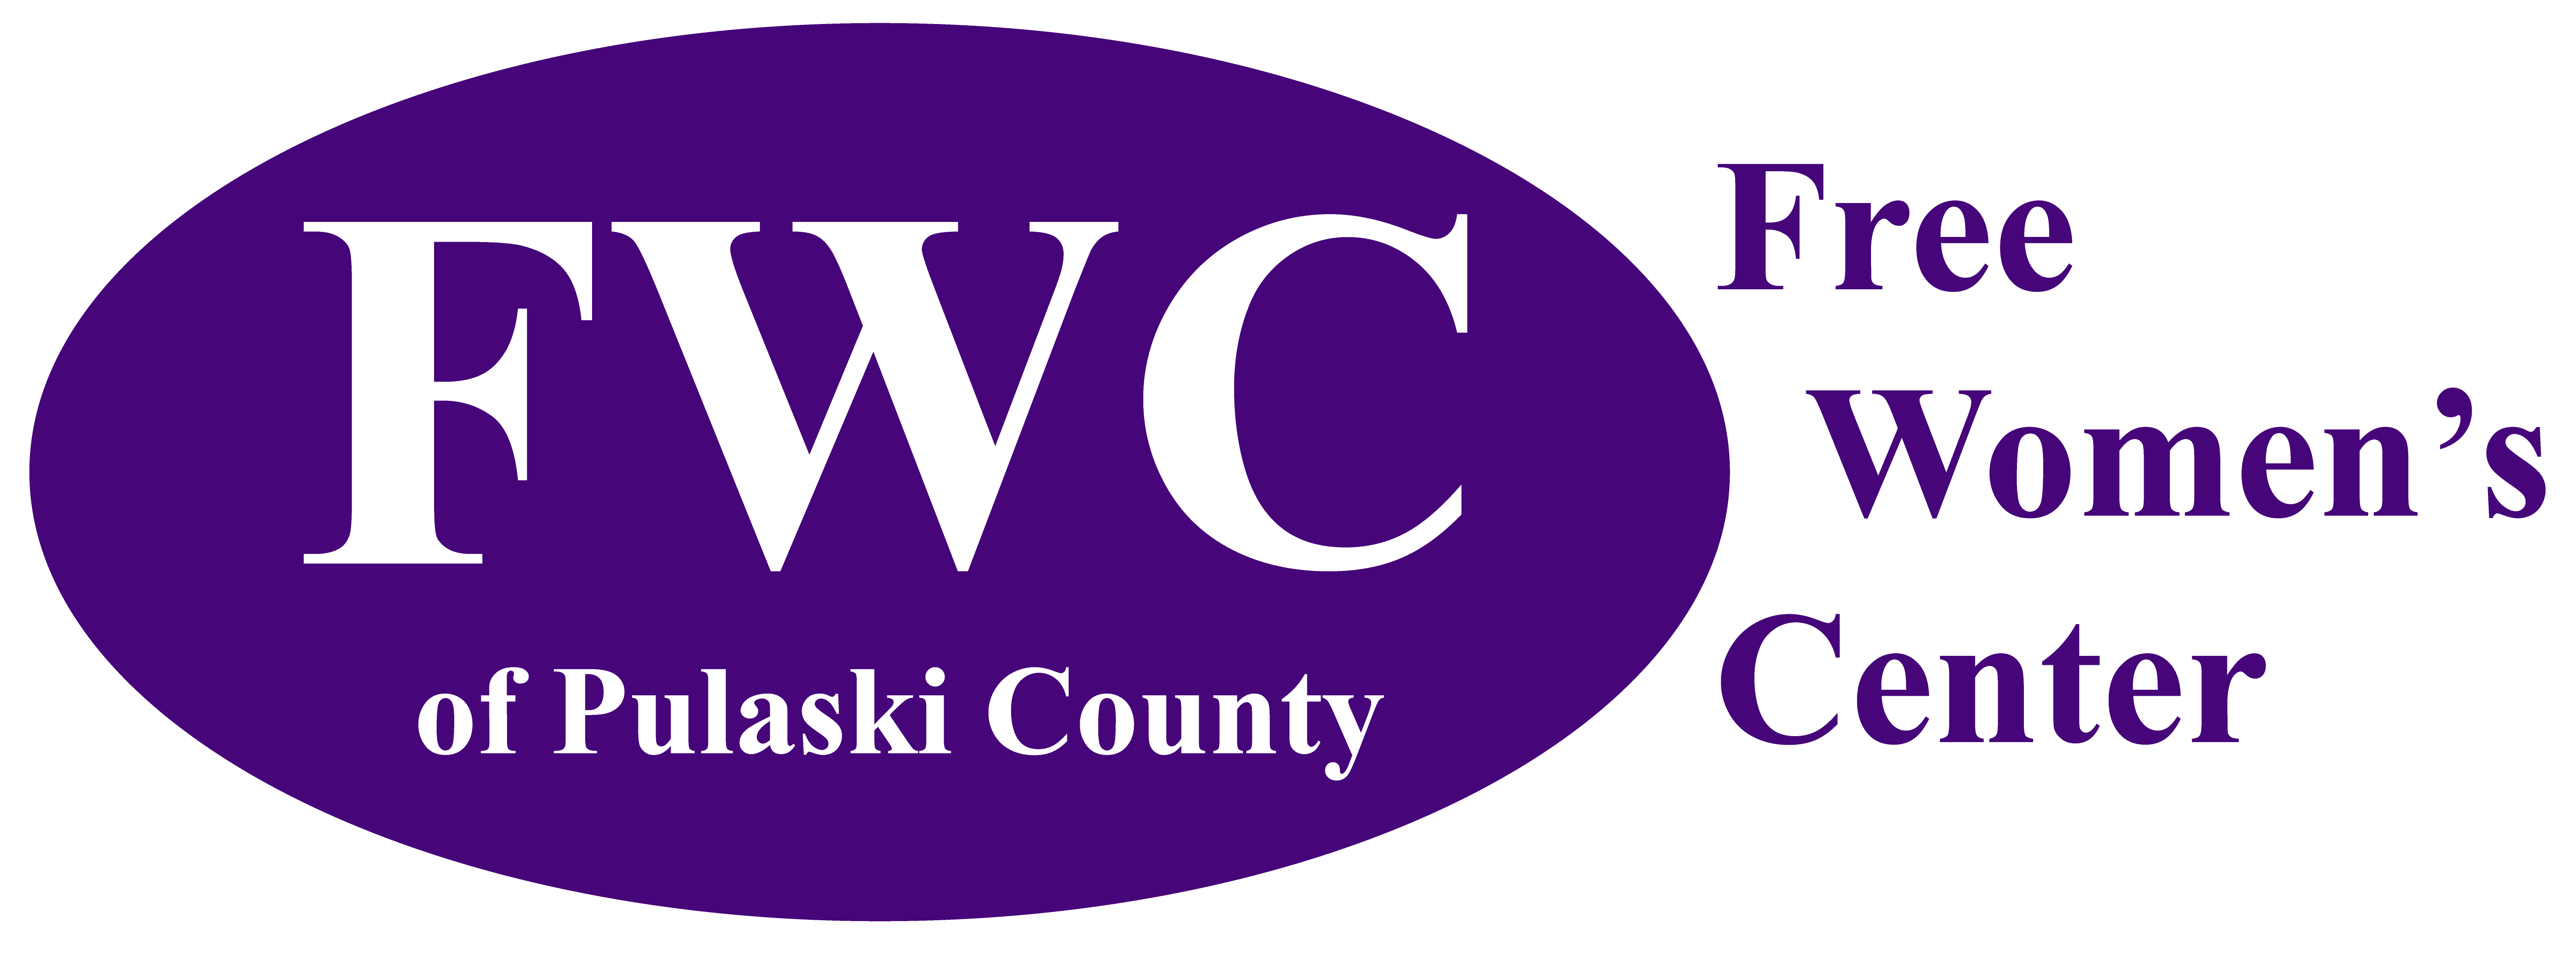 FWC
of Pulaski County
Free
Women’s
Center